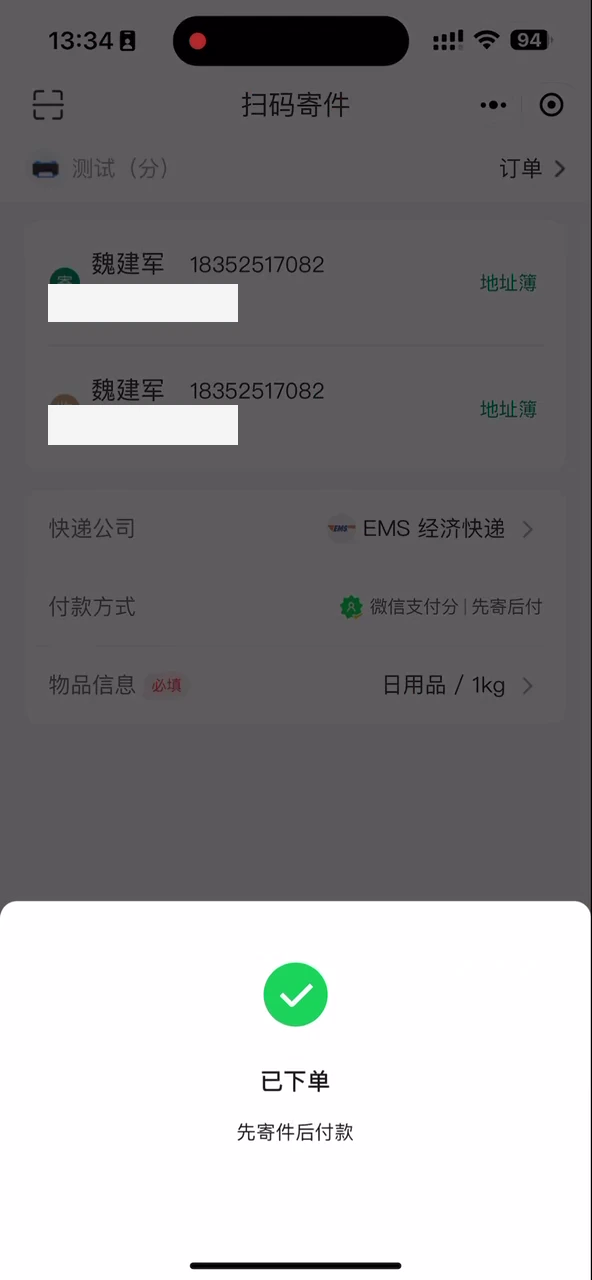 13:34
94
扫码寄件
测试（分）
订单
魏建军 18352517082
地址簿
魏建军 18352517082
地址簿
快递公司
EMS 经济快递
付款方式
微信支付分 | 先寄后付
物品信息 必填
日用品 / 1kg
已下单
先寄件后付款